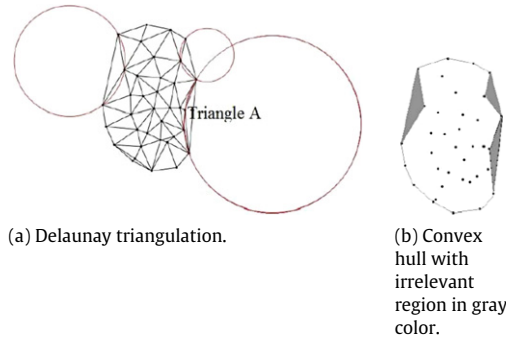 Triangle A
(a) Delaunay triangulation.
(b) Convex
hull with
irrelevant
region in gray
color.